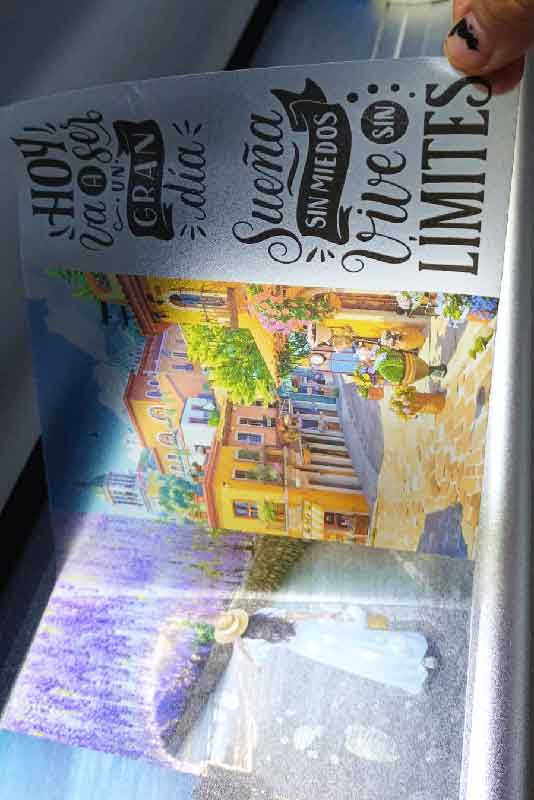 HOY
va a ser
UN
GRAN
día
Sueña
SIN MIEDOS
Vive SIN
LÍMITES